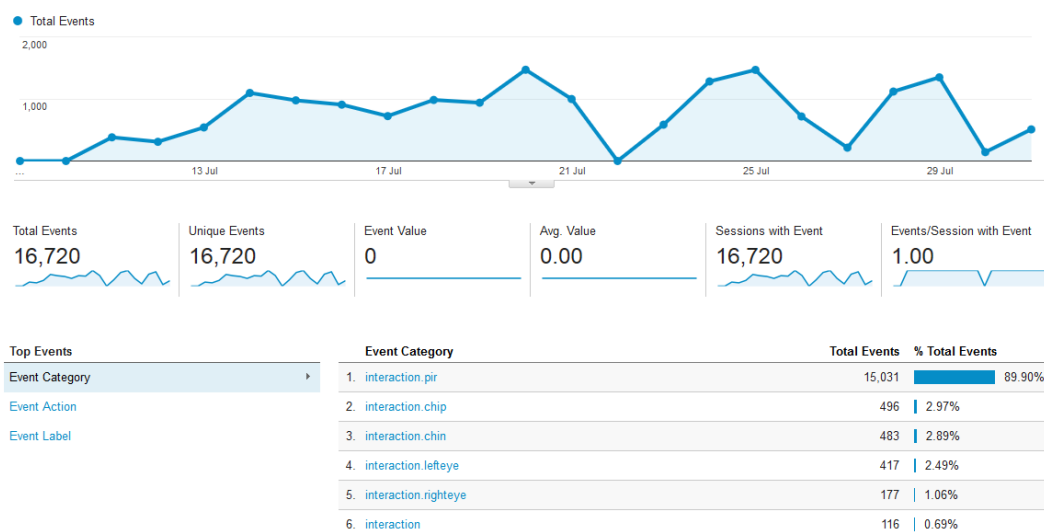 Total Events
2,000
1,000
... 13 Jul 17 Jul 21 Jul 25 Jul 29 Jul
Total Events Unique Events Event Value Avg. Value Sessions with Event Events/Session with Event
16,720 16,720 0 0.00 16,720 1.00
Top Events Event Category Total Events % Total Events
Event Category 1. interaction.pir 15,031 89.90%
Event Action 2. interaction.chip 496 2.97%
Event Label 3. interaction.chin 483 2.89%
4. interaction.lefteye 417 2.49%
5. interaction.righteye 177 1.06%
6. interaction 116 0.69%